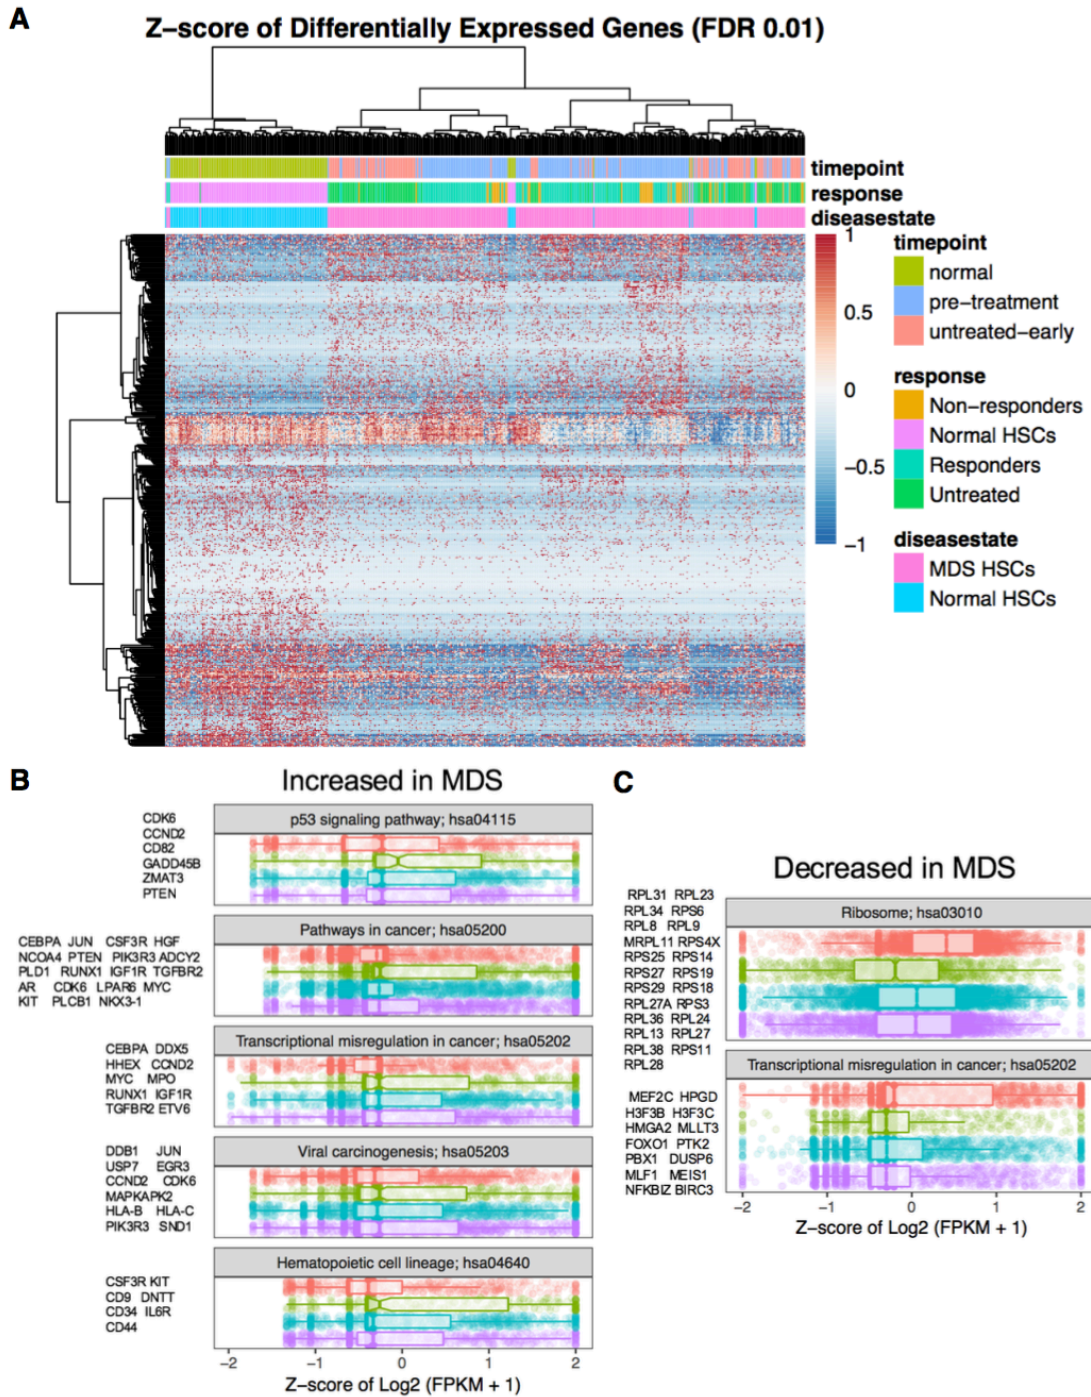 A
Z-score of Differentially Expressed Genes (FDR 0.01)
timepoint
response
diseasestate
1
0.5
0
-0.5
-1
timepoint
normal
pre-treatment
untreated-early
response
Non-responders
Normal HSCs
Responders
Untreated
diseasestate
MDS HSCs
Normal HSCs
B
Increased in MDS
CDK6
CCND2
CD82
GADD45B
ZMAT3
PTEN
p53 signaling pathway; hsa04115
CEBPA JUN CSF3R HGF
NCOA4 PTEN PIK3R3 ADCY2
PLD1 RUNX1 IGF1R TGFBR2
AR CDK6 LPAR6 MYC
KIT PLCB1 NKX3-1
Pathways in cancer; hsa05200
CEBPA DDX5
HHEX CCND2
MYC MPO
RUNX1 IGF1R
TGFBR2 ETV6
Transcriptional misregulation in cancer; hsa05202
DDB1 JUN
USP7 EGR3
CCND2 CDK6
MAPKAPK2
HLA-B HLA-C
PIK3R3 SND1
Viral carcinogenesis; hsa05203
CSF3R KIT
CD9 DNTT
CD34 IL6R
CD44
Hematopoietic cell lineage; hsa04640
-2 -1 0 1 2
Z-score of Log2 (FPKM + 1)
C
Decreased in MDS
RPL31 RPL23
RPL34 RPS6
RPL8 RPL9
MRPL11 RPS4X
RPS25 RPS14
RPS27 RPS19
RPS29 RPS18
RPL27A RPS3
RPL36 RPL24
RPL13 RPL27
RPL38 RPS11
RPL28
Ribosome; hsa03010
MEF2C HPGD
H3F3B H3F3C
HMGA2 MLLT3
FOXO1 PTK2
PBX1 DUSP6
MLF1 MEIS1
NFKBIZ BIRC3
Transcriptional misregulation in cancer; hsa05202
-2 -1 0 1 2
Z-score of Log2 (FPKM + 1)